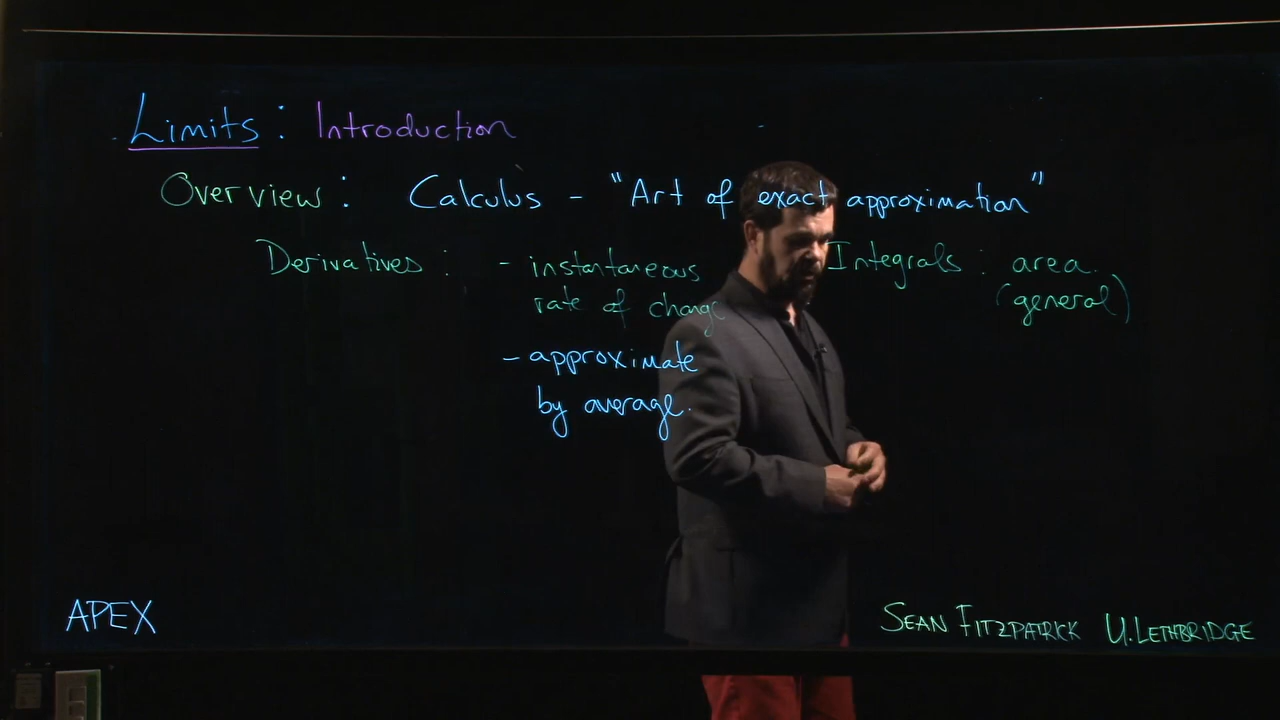 Limits: Introduction
Overview: Calculus - "Art of exact approximation"
Derivatives: - instantaneous
rate of change
- approximate
by average.
Integrals: area.
(general)
APEX
SEAN FITZPATRICK U. LETHBRIDGE